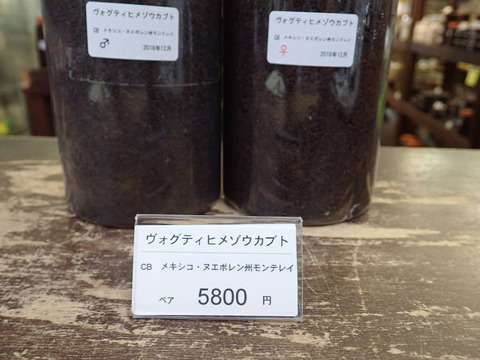 ヴォグティヒメゾウカブト
CB メキシコ・ヌエボレン州モンテレイ
♂ 2018年12月
ヴォグティヒメゾウカブト
CB メキシコ・ヌエボレン州モンテレイ
♀ 2018年12月
ヴォグティヒメゾウカブト
CB メキシコ・ヌエボレン州モンテレイ
ペア 5800 円